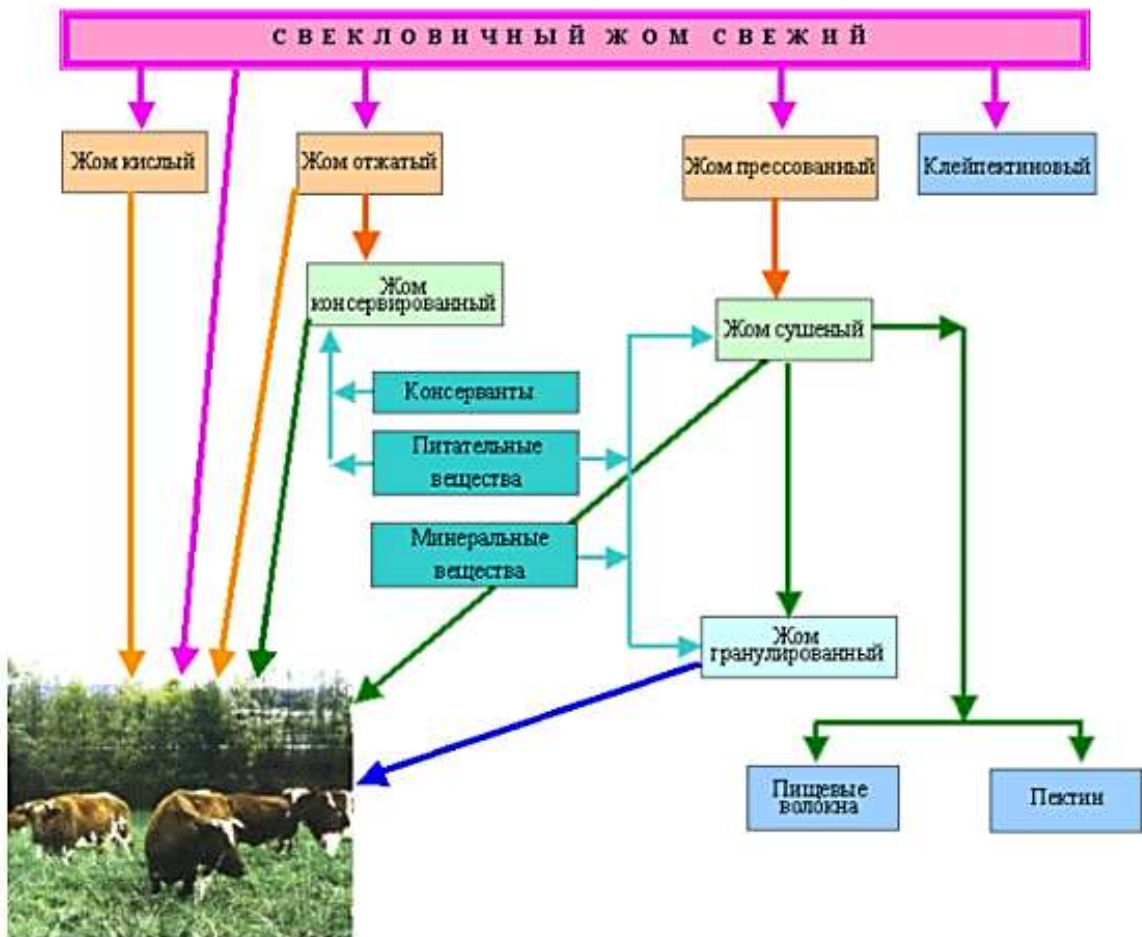 СВЕКЛОВИЧНЫЙ ЖОМ СВЕЖИЙ
Жом кислый
Жом отжатый
Жом прессованный
Клейпектиновый
Жом
консервированный
Жом сушеный
Консерванты
Питательные
вещества
Минеральные
вещества
Жом
гранулированный
Пищевые
волокна
Пектин